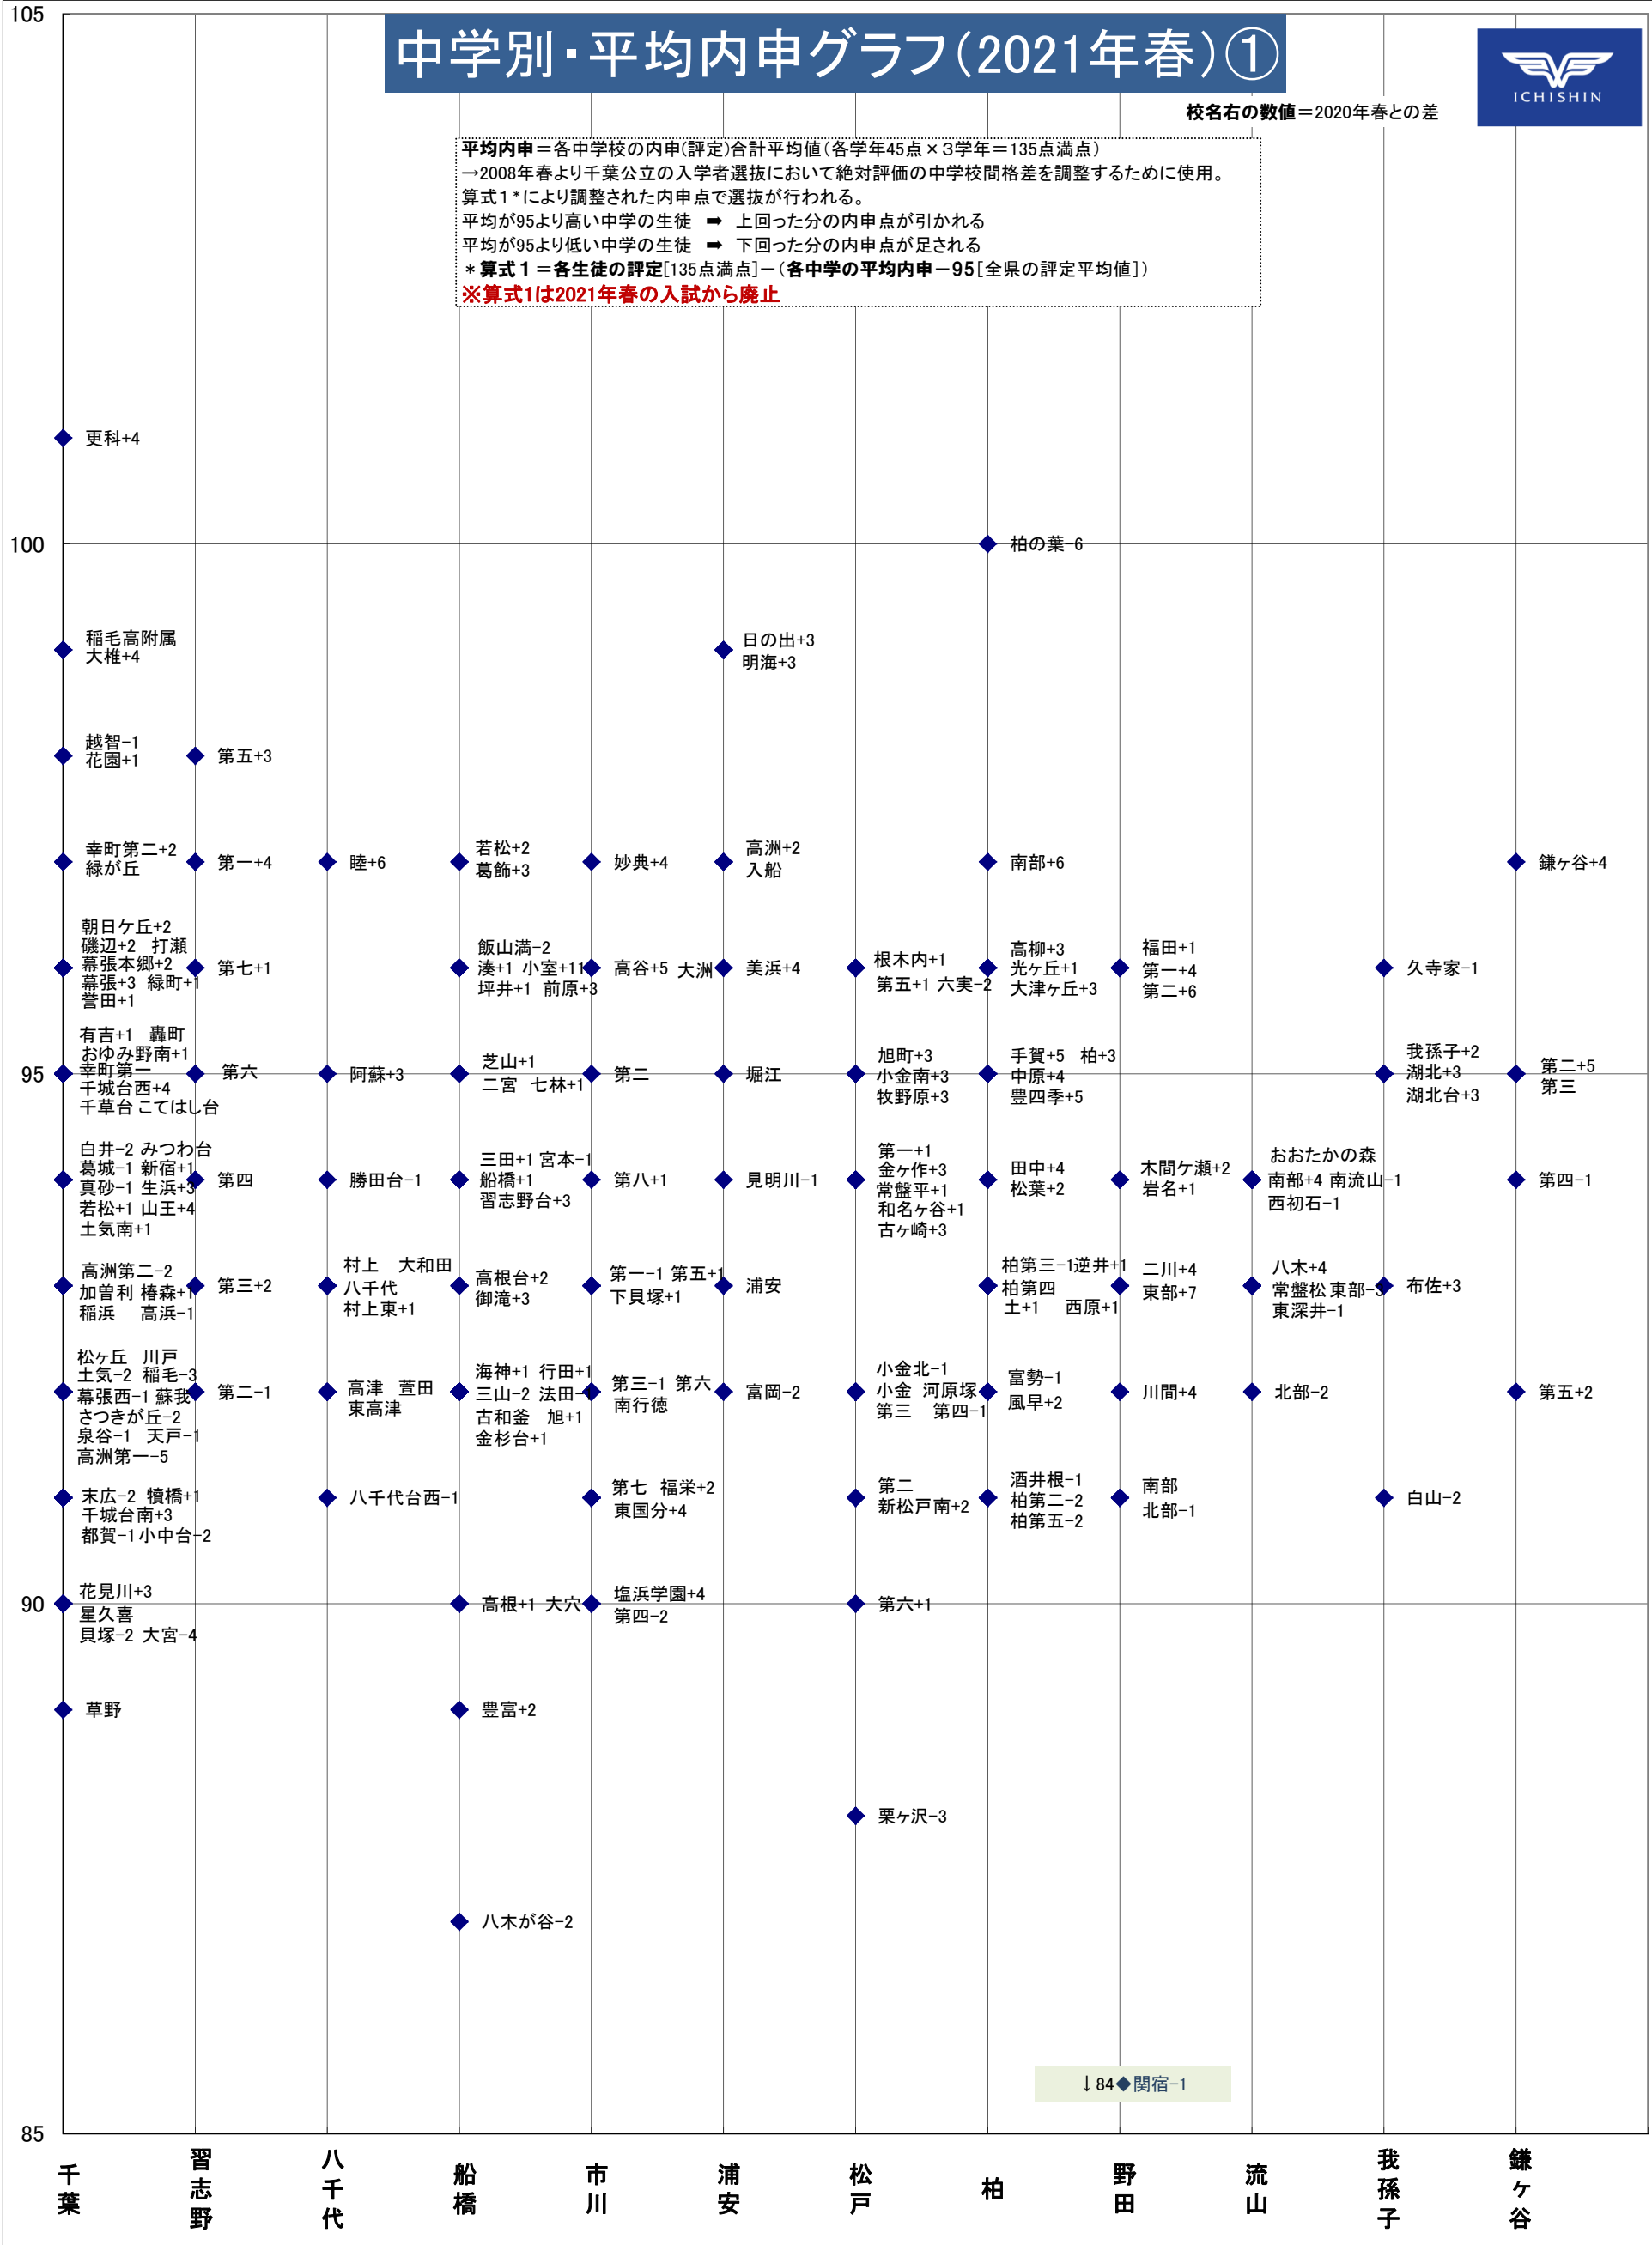 105
中学別・平均内申グラフ（2021年春）①
ICHISHIN
校名右の数値＝2020年春との差
平均内申＝各中学校の内申(評定)合計平均値（各学年45点×３学年＝135点満点）
→2008年春より千葉公立の入学者選抜において絶対評価の中学校間格差を調整するために使用。
算式１*により調整された内申点で選抜が行われる。
平均が95より高い中学の生徒 ➡ 上回った分の内申点が引かれる
平均が95より低い中学の生徒 ➡ 下回った分の内申点が足される
＊算式１＝各生徒の評定[135点満点]－（各中学の平均内申－95[全県の評定平均値]）
※算式1は2021年春の入試から廃止
更科+4
100
柏の葉-6
稲毛高附属
大椎+4
日の出+3
明海+3
越智-1
花園+1
第五+3
幸町第二+2
緑が丘
第一+4
睦+6
若松+2
葛飾+3
妙典+4
高洲+2
入船
南部+6
鎌ヶ谷+4
朝日ケ丘+2
磯辺+2 打瀬
幕張本郷+2
幕張+3 緑町+1
誉田+1
第七+1
飯山満-2
湊+1 小室+11
坪井+1 前原+3
高谷+5 大洲
美浜+4
根木内+1
第五+1 六実-2
高柳+3
光ヶ丘+1
大津ヶ丘+3
福田+1
第一+4
第二+6
久寺家-1
95
有吉+1 轟町
おゆみ野南+1
幸町第一
千城台西+4
千草台 こてはし台
第六
阿蘇+3
芝山+1
二宮 七林+1
第二
堀江
旭町+3
小金南+3
牧野原+3
手賀+5 柏+3
中原+4
豊四季+5
我孫子+2
湖北+3
湖北台+3
第二+5
第三
白井-2 みつわ台
葛城-1 新宿+1
真砂-1 生浜+3
若松+1 山王+4
土気南+1
第四
勝田台-1
三田+1 宮本-1
船橋+1
習志野台+3
第八+1
見明川-1
第一+1
金ヶ作+3
常盤平+1
和名ヶ谷+1
古ヶ崎+3
田中+4
松葉+2
木間ケ瀬+2
岩名+1
おおたかの森
南部+4 南流山-1
西初石-1
第四-1
高洲第二-2
加曽利 椿森+1
稲浜 高浜-1
第三+2
村上 大和田
八千代
村上東+1
高根台+2
御滝+3
第一-1 第五+1
下貝塚+1
浦安
柏第三-1逆井+1
柏第四
土+1 西原+1
二川+4
東部+7
八木+4
常盤松 東部-3
東深井-1
布佐+3
松ヶ丘 川戸
土気-2 稲毛-3
幕張西-1 蘇我
さつきが丘-2
泉谷-1 天戸-1
高洲第一-5
第二-1
高津 萱田
東高津
海神+1 行田+1
三山-2 法田-
古和釜 旭+1
金杉台+1
第三-1 第六
南行徳
富岡-2
小金北-1
小金 河原塚
第三 第四-1
富勢-1
風早+2
川間+4
北部-2
第五+2
末広-2 犢橋+1
千城台南+3
都賀-1 小中台-2
八千代台西-1
第七 福栄+2
東国分+4
第二
新松戸南+2
酒井根-1
柏第二-2
柏第五-2
南部
北部-1
白山-2
90
花見川+3
星久喜
貝塚-2 大宮-4
高根+1 大穴
塩浜学園+4
第四-2
第六+1
草野
豊富+2
栗ヶ沢-3
八木が谷-2
↓84◆関宿-1
85
千葉
習志野
八千代
船橋
市川
浦安
松戸
柏
野田
流山
我孫子
鎌ヶ谷